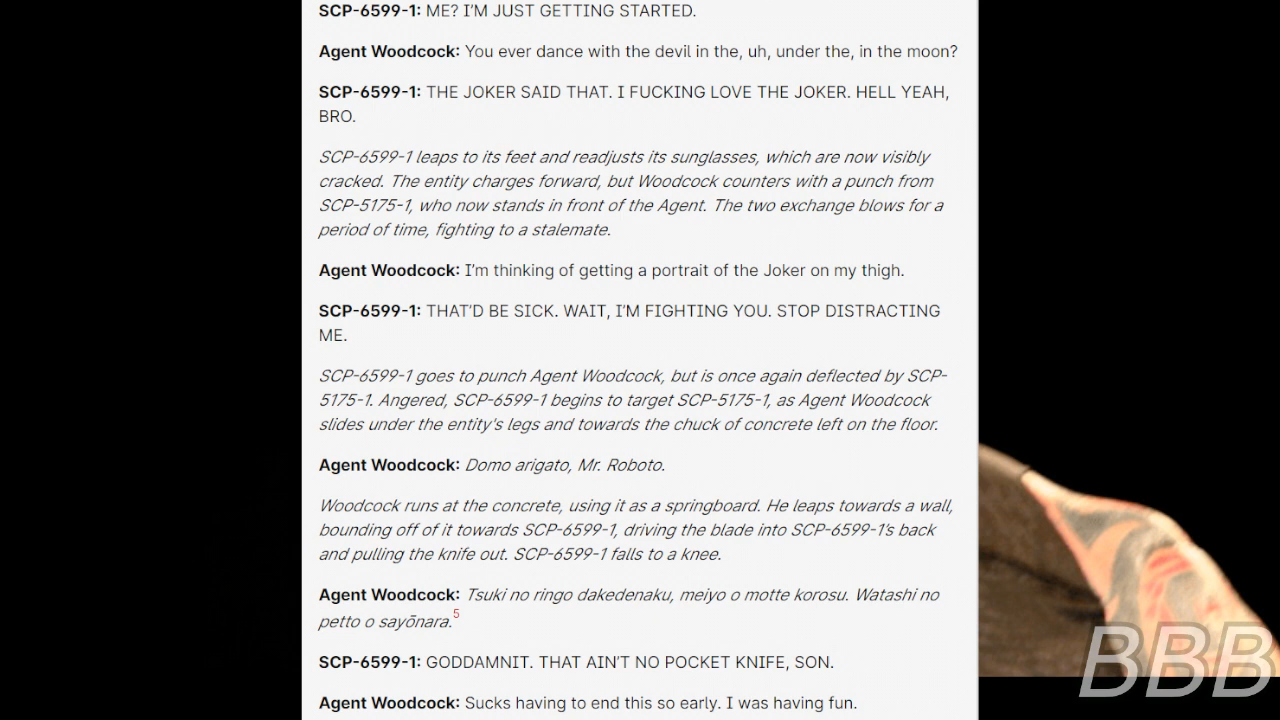 SCP-6599-1: ME? I'M JUST GETTING STARTED.
Agent Woodcock: You ever dance with the devil in the, uh, under the, in the moon?
SCP-6599-1: THE JOKER SAID THAT. I FUCKING LOVE THE JOKER. HELL YEAH,
BRO.
SCP-6599-1 leaps to its feet and readjusts its sunglasses, which are now visibly
cracked. The entity charges forward, but Woodcock counters with a punch from
SCP-5175-1, who now stands in front of the Agent. The two exchange blows for a
period of time, fighting to a stalemate.
Agent Woodcock: I'm thinking of getting a portrait of the Joker on my thigh.
SCP-6599-1: THAT'D BE SICK. WAIT, I'M FIGHTING YOU. STOP DISTRACTING
ME.
SCP-6599-1 goes to punch Agent Woodcock, but is once again deflected by SCP-
5175-1. Angered, SCP-6599-1 begins to target SCP-5175-1, as Agent Woodcock
slides under the entity's legs and towards the chuck of concrete left on the floor.
Agent Woodcock: Domo arigato, Mr. Roboto.
Woodcock runs at the concrete, using it as a springboard. He leaps towards a wall,
bounding off of it towards SCP-6599-1, driving the blade into SCP-6599-1's back
and pulling the knife out. SCP-6599-1 falls to a knee.
Agent Woodcock: Tsuki no ringo dakedenaku, meiyo o motte korosu. Watashi no
petto o sayōnara.5
SCP-6599-1: GODDAMNIT. THAT AIN'T NO POCKET KNIFE, SON.
Agent Woodcock: Sucks having to end this so early. I was having fun.
BBB